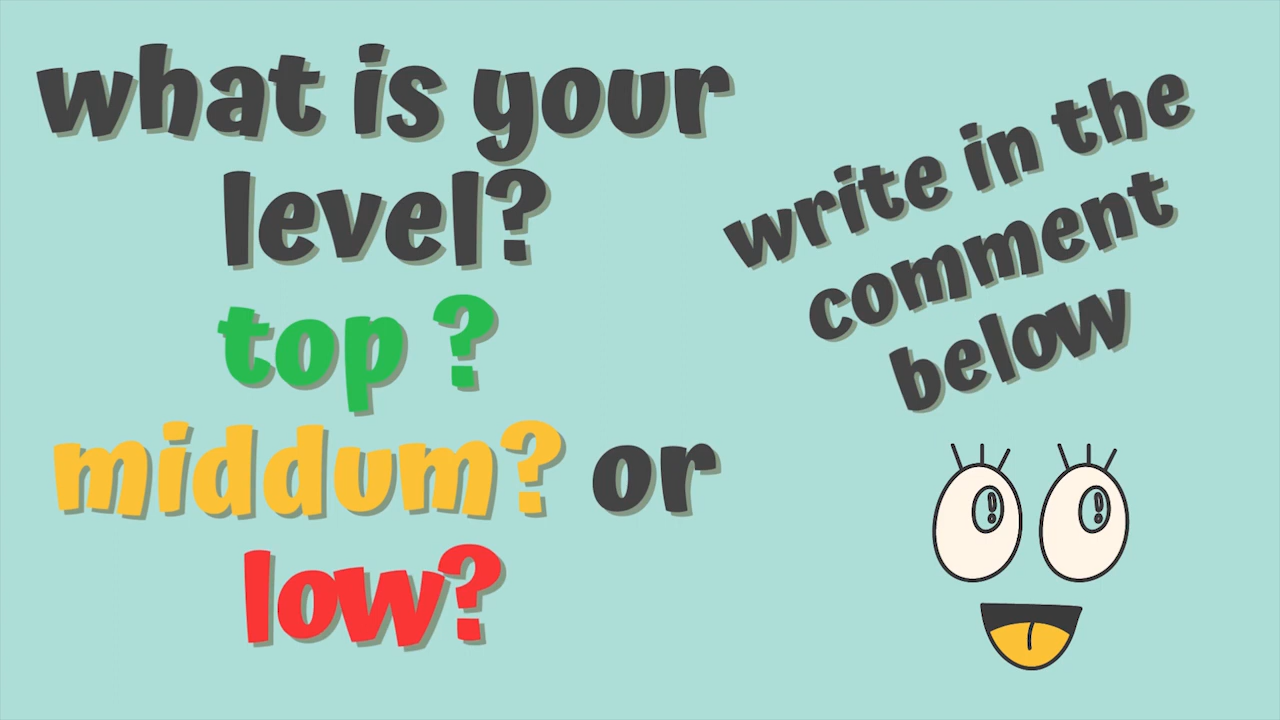 what is your
level?
top ?
middum? or
low?
write in the
comment
below